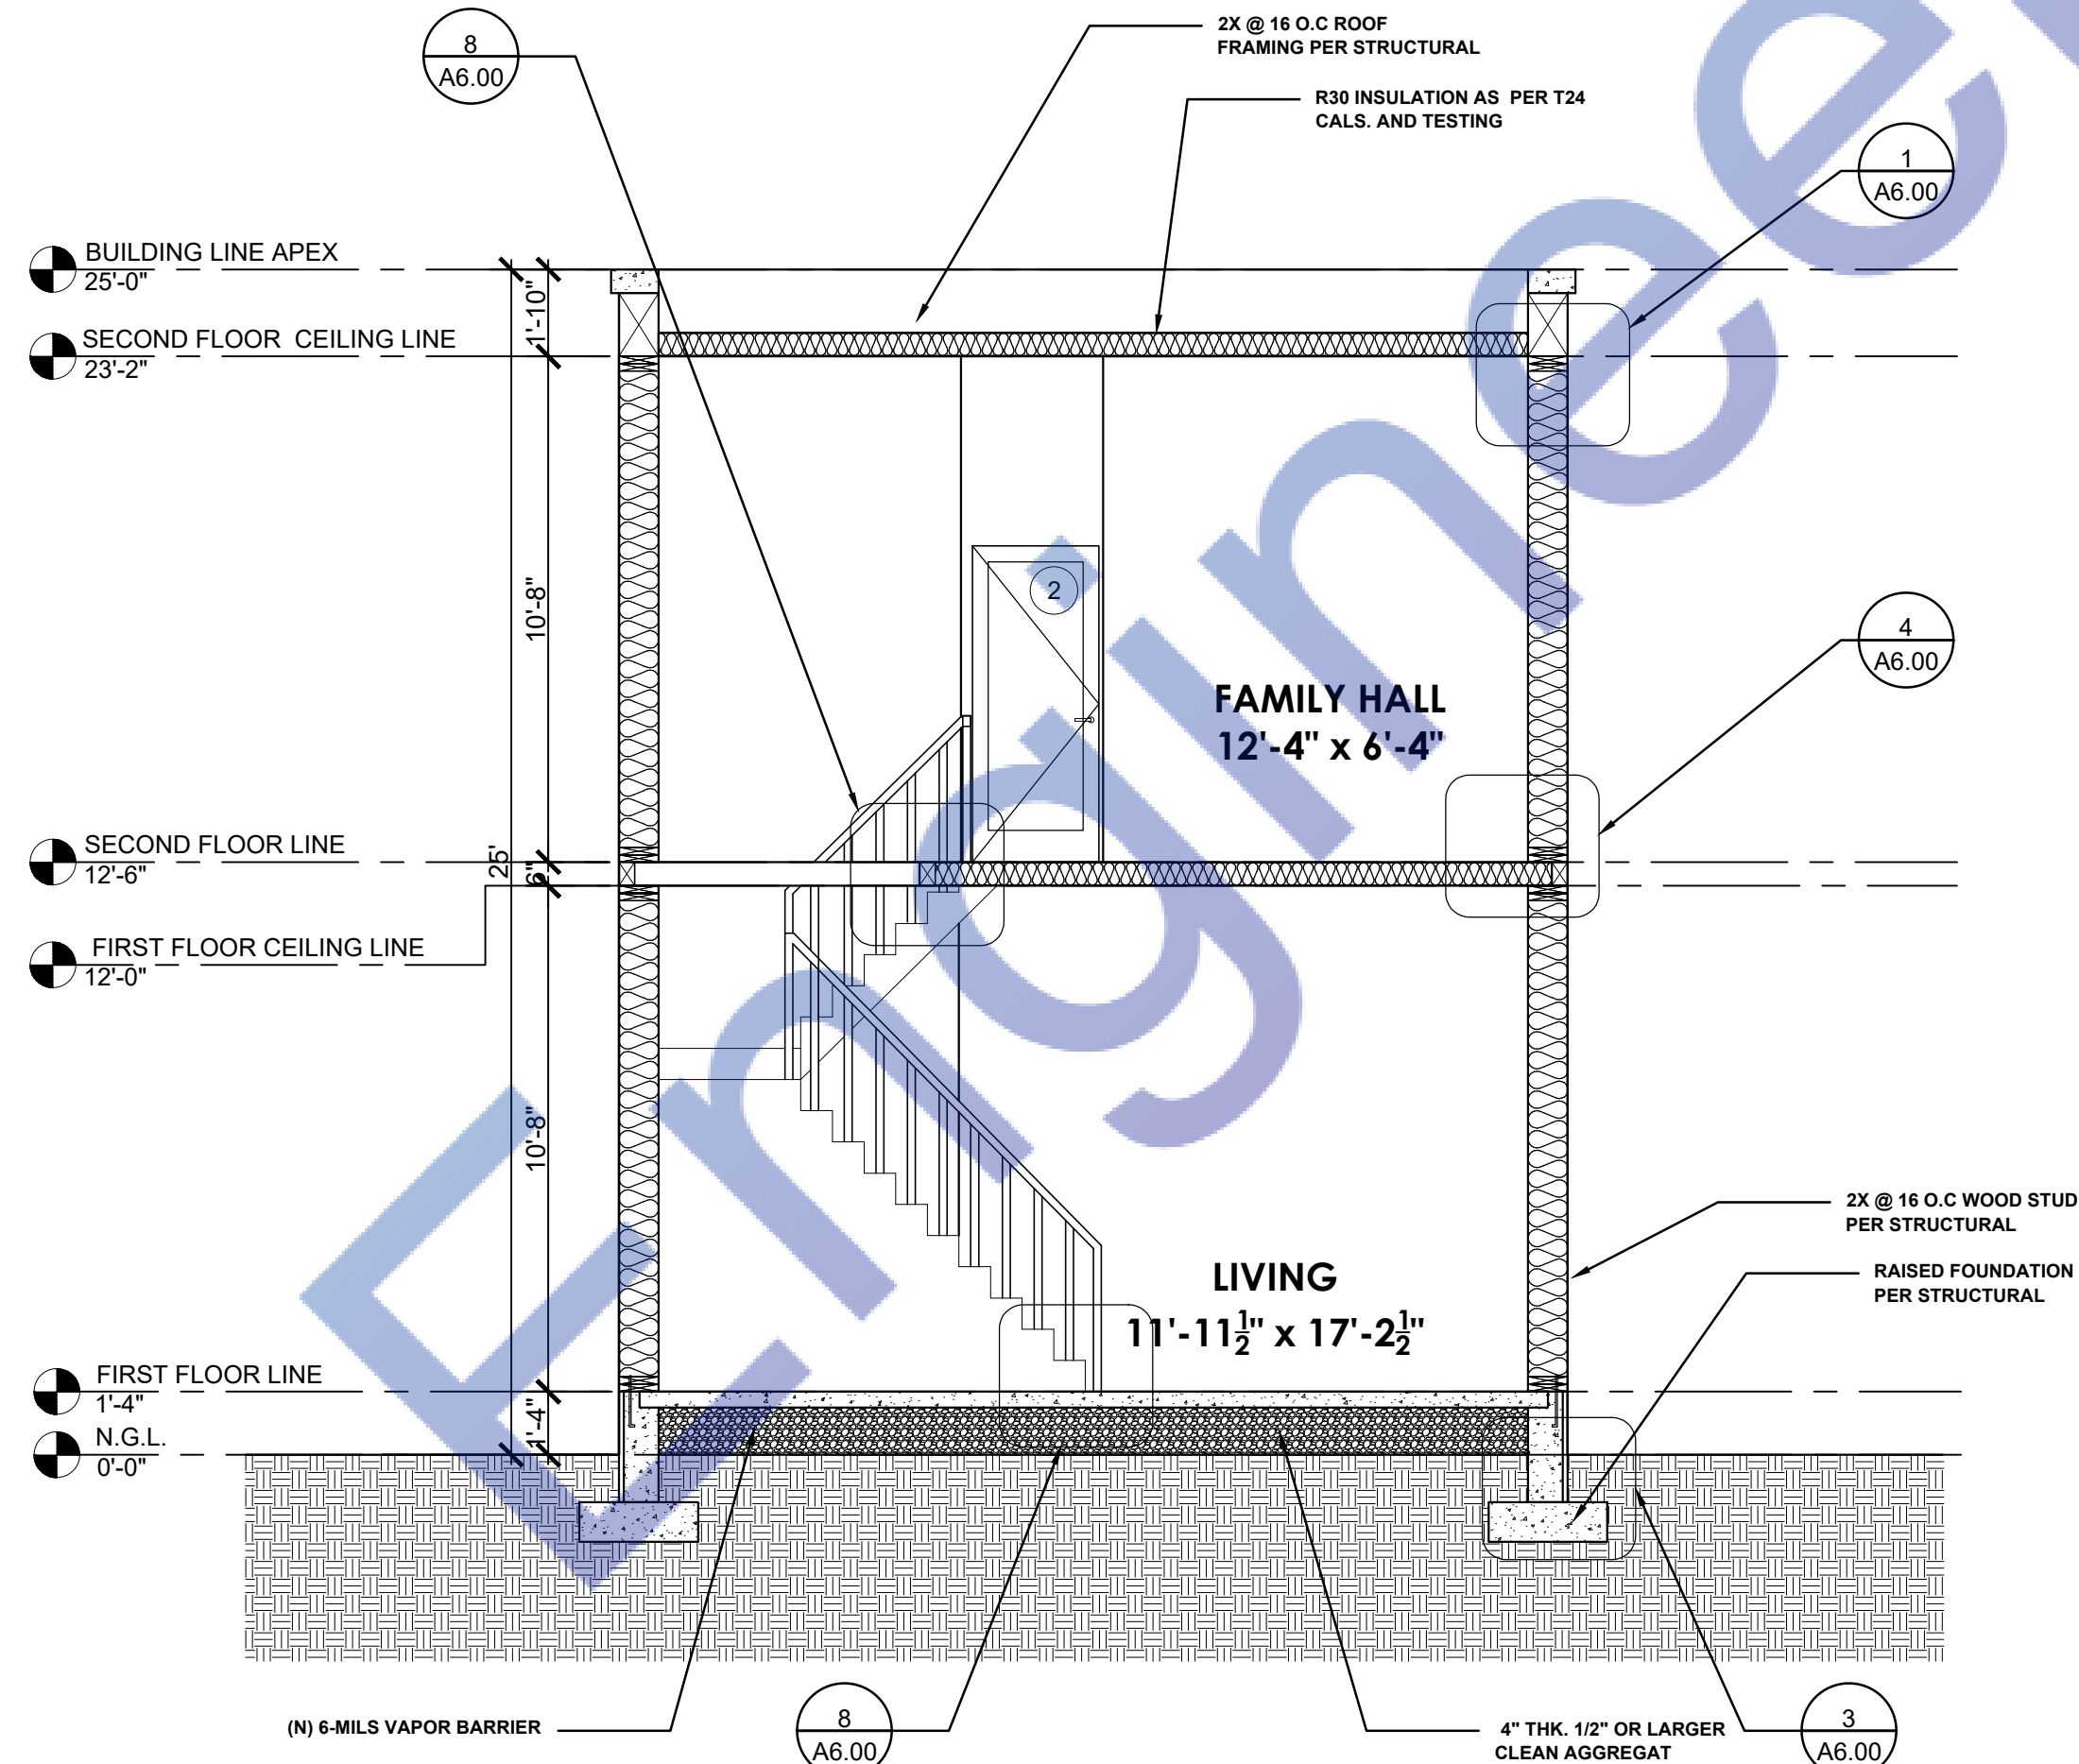 8
A6.00
2X @ 16 O.C ROOF
FRAMING PER STRUCTURAL
R30 INSULATION AS  PER T24
CALS. AND TESTING
1
A6.00
BUILDING LINE APEX
25'-0"
1'-10"
SECOND FLOOR  CEILING LINE
23'-2"
10'-8"
2
4
A6.00
FAMILY HALL
12'-4" x 6'-4"
SECOND FLOOR LINE
12'-6"
25'
6"
FIRST FLOOR CEILING LINE
12'-0"
10'-8"
2X @ 16 O.C WOOD STUD
PER STRUCTURAL
LIVING
11'-11½" x 17'-2½"
RAISED FOUNDATION
PER STRUCTURAL
FIRST FLOOR LINE
1'-4"
1'-4"
N.G.L.
0'-0"
(N) 6-MILS VAPOR BARRIER
8
A6.00
4" THK. 1/2" OR LARGER
CLEAN AGGREGAT
3
A6.00
Enginee